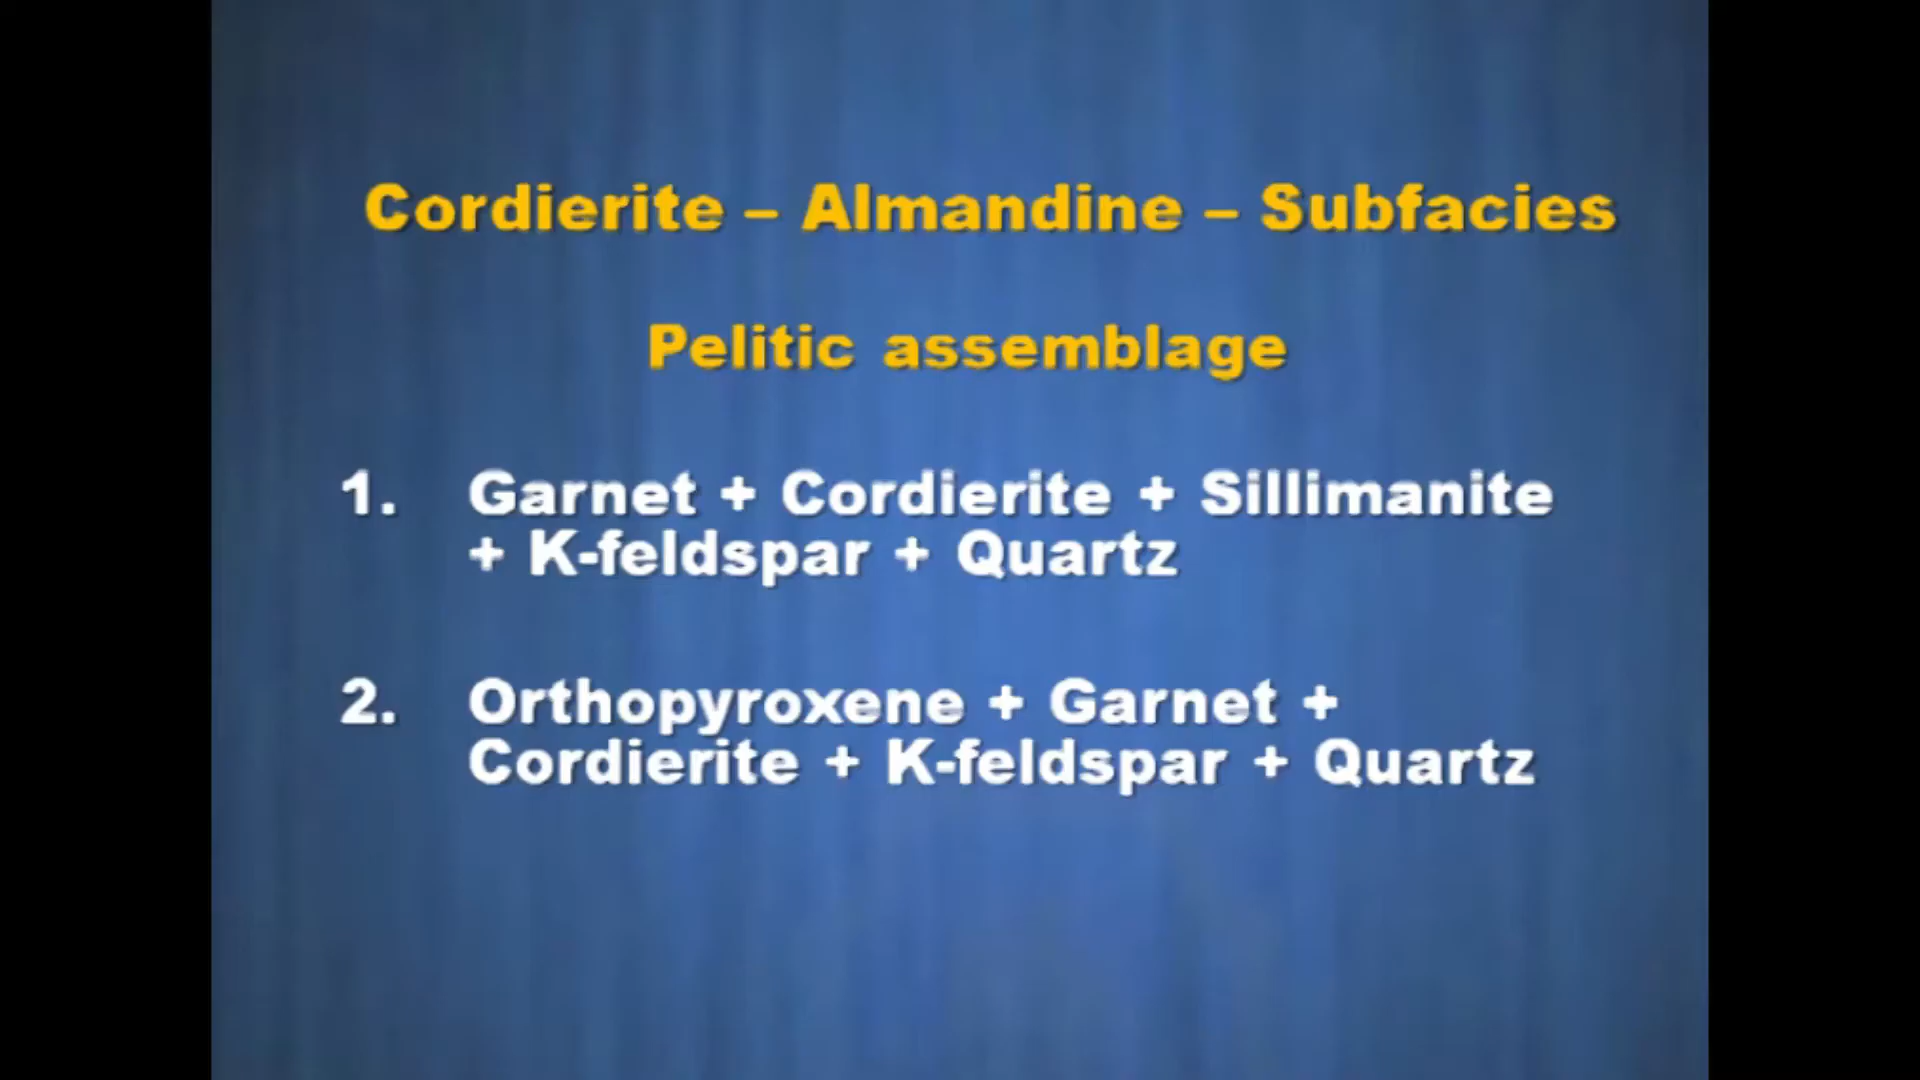 Cordierite – Almandine – Subfacies
Pelitic assemblage
1. Garnet + Cordierite + Sillimanite
+ K-feldspar + Quartz
2. Orthopyroxene + Garnet +
Cordierite + K-feldspar + Quartz